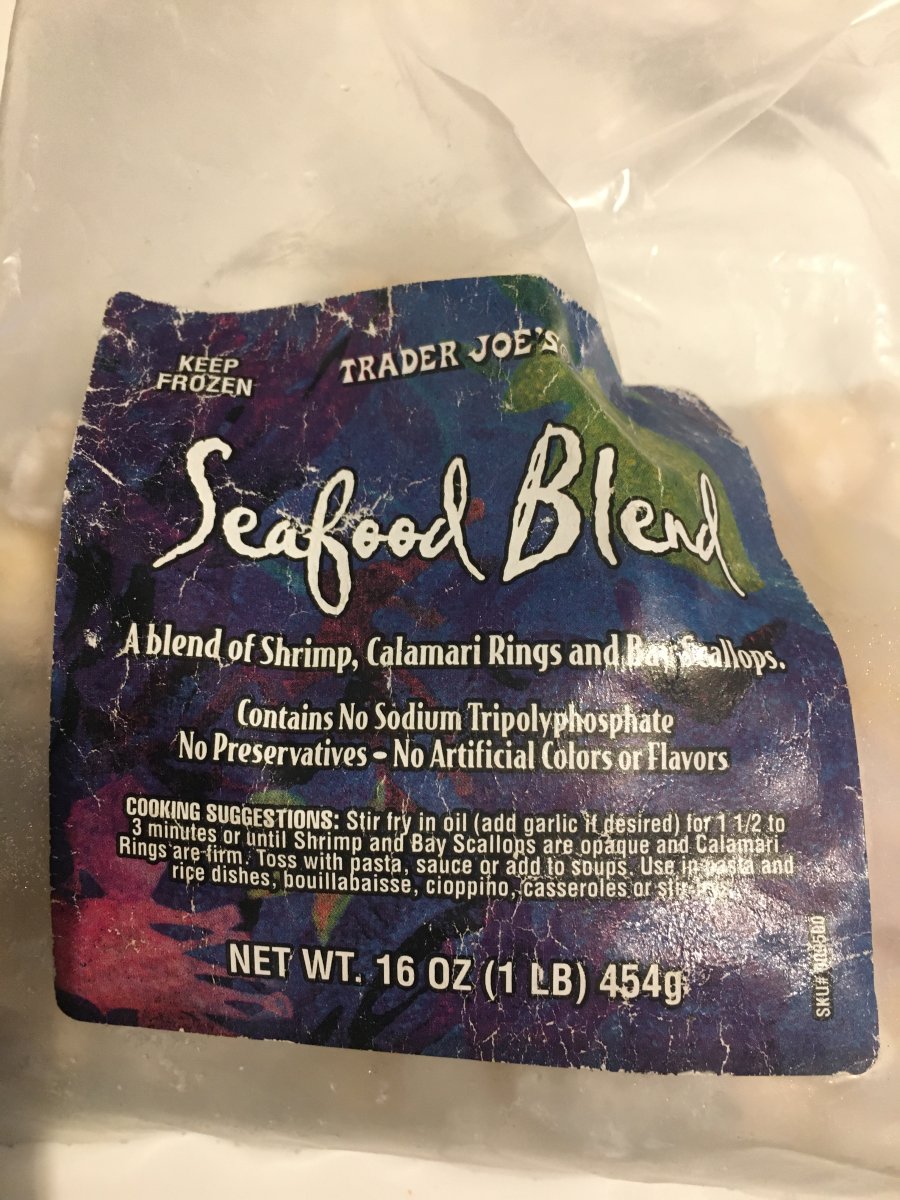 KEEP
FROZEN
TRADER JOE'S
Seafood Blend
A blend of Shrimp, Calamari Rings and Bay Scallops.
Contains No Sodium Tripolyphosphate
No Preservatives - No Artificial Colors or Flavors
COOKING SUGGESTIONS: Stir fry in oil (add garlic if desired) for 1 1/2 to
3 minutes or until Shrimp and Bay Scallops are opaque and Calamari
Rings are firm. Toss with pasta, sauce or add to soups. Use in pasta and
rice dishes, bouillabaisse, cioppino, casseroles or
NET WT. 16 OZ (1 LB) 454g
SKU#